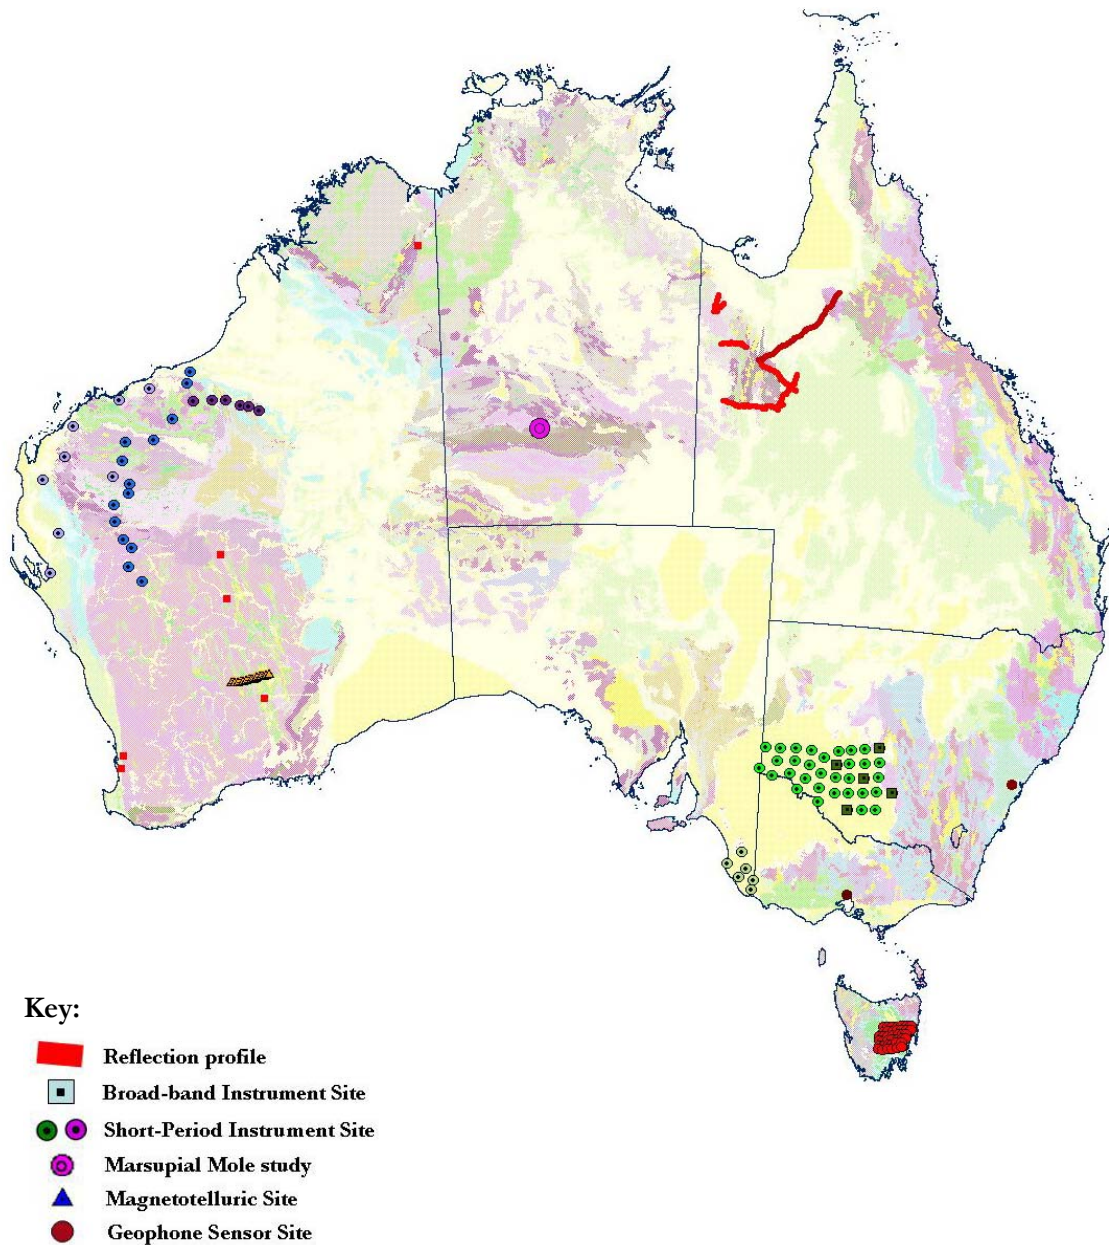 Key:
Reflection profile
Broad-band Instrument Site
Short-Period Instrument Site
Marsupial Mole study
Magnetotelluric Site
Geophone Sensor Site